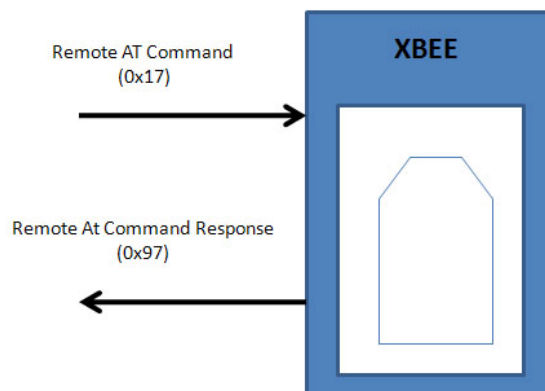 XBEE
Remote AT Command
(0x17)
Remote At Command Response
(0x97)